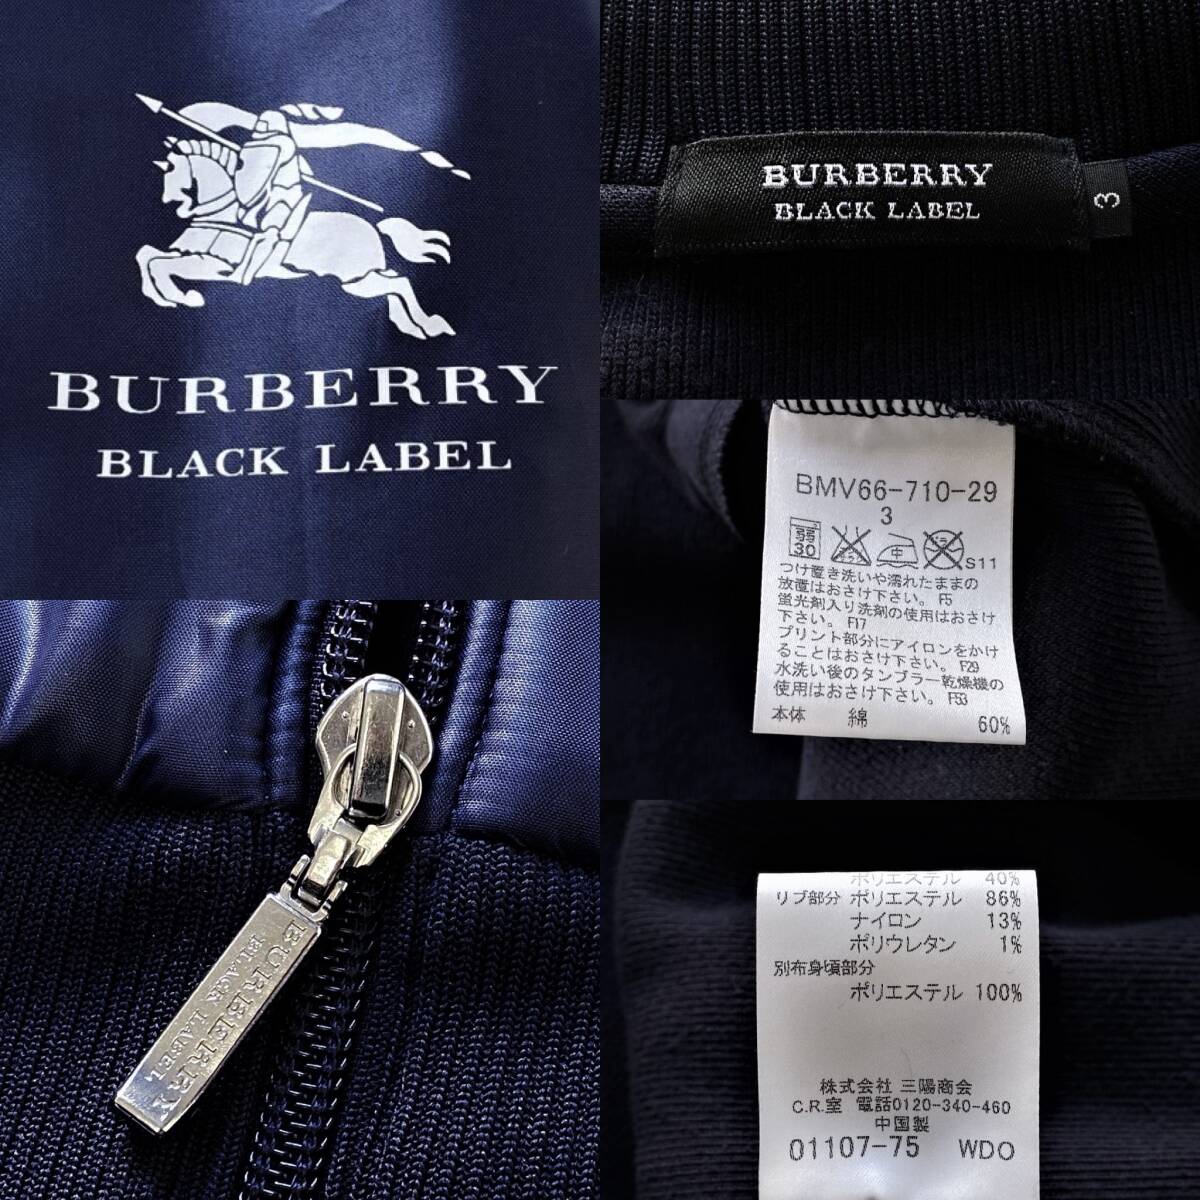 BURBERRY
BLACK LABEL
BURBERRY
BLACK LABEL
3
BMV66-710-29
3
弱
30
エンソ
中
ドライ
S11
つけ置き洗いや濡れたままの
放置はおさけ下さい。 F5
蛍光剤入り洗剤の使用はおさけ
下さい。 F17
プリント部分にアイロンをかけ
ることはおさけ下さい。 F29
水洗い後のタンブラー乾燥機の
使用はおさけ下さい。 F53
本体 綿 60%
BURBERRY
BLACK LABEL
ポリエステル 40%
リブ部分 ポリエステル 86%
ナイロン 13%
ポリウレタン 1%
別布身頃部分
ポリエステル 100%
株式会社 三陽商会
C.R.室 電話0120-340-460
中国製
01107-75 WDO